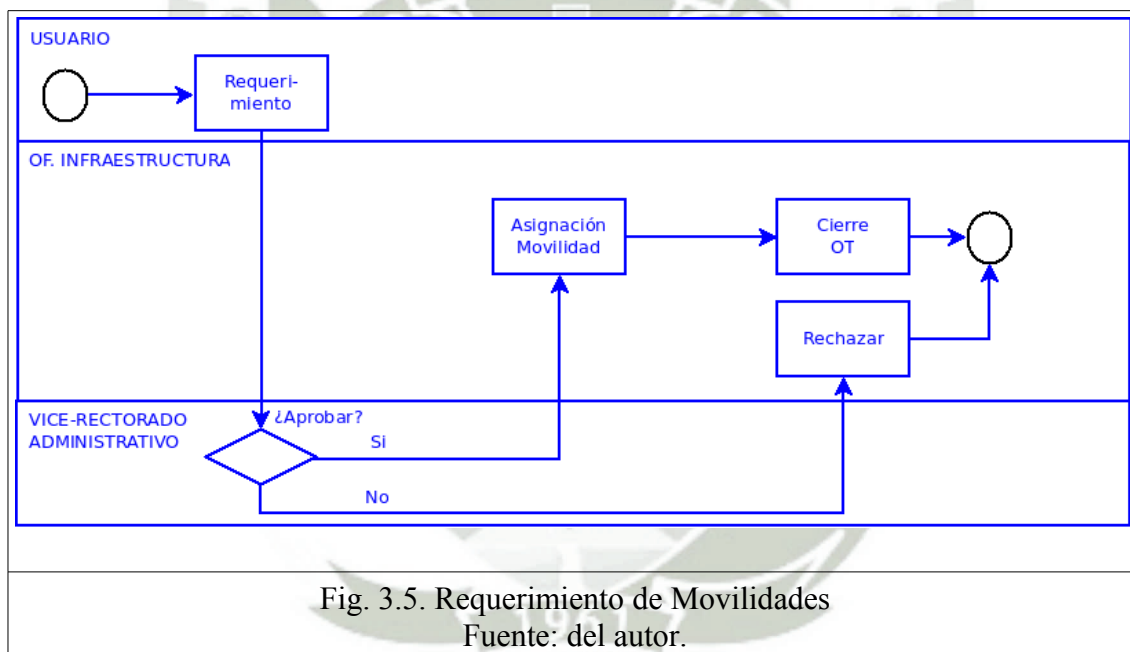 USUARIO
Requeri-
miento
OF. INFRAESTRUCTURA
Asignación
Movilidad
Cierre
OT
Rechazar
VICE-RECTORADO
ADMINISTRATIVO
¿Aprobar?
Si
No
Fig. 3.5. Requerimiento de Movilidades
Fuente: del autor.
1961